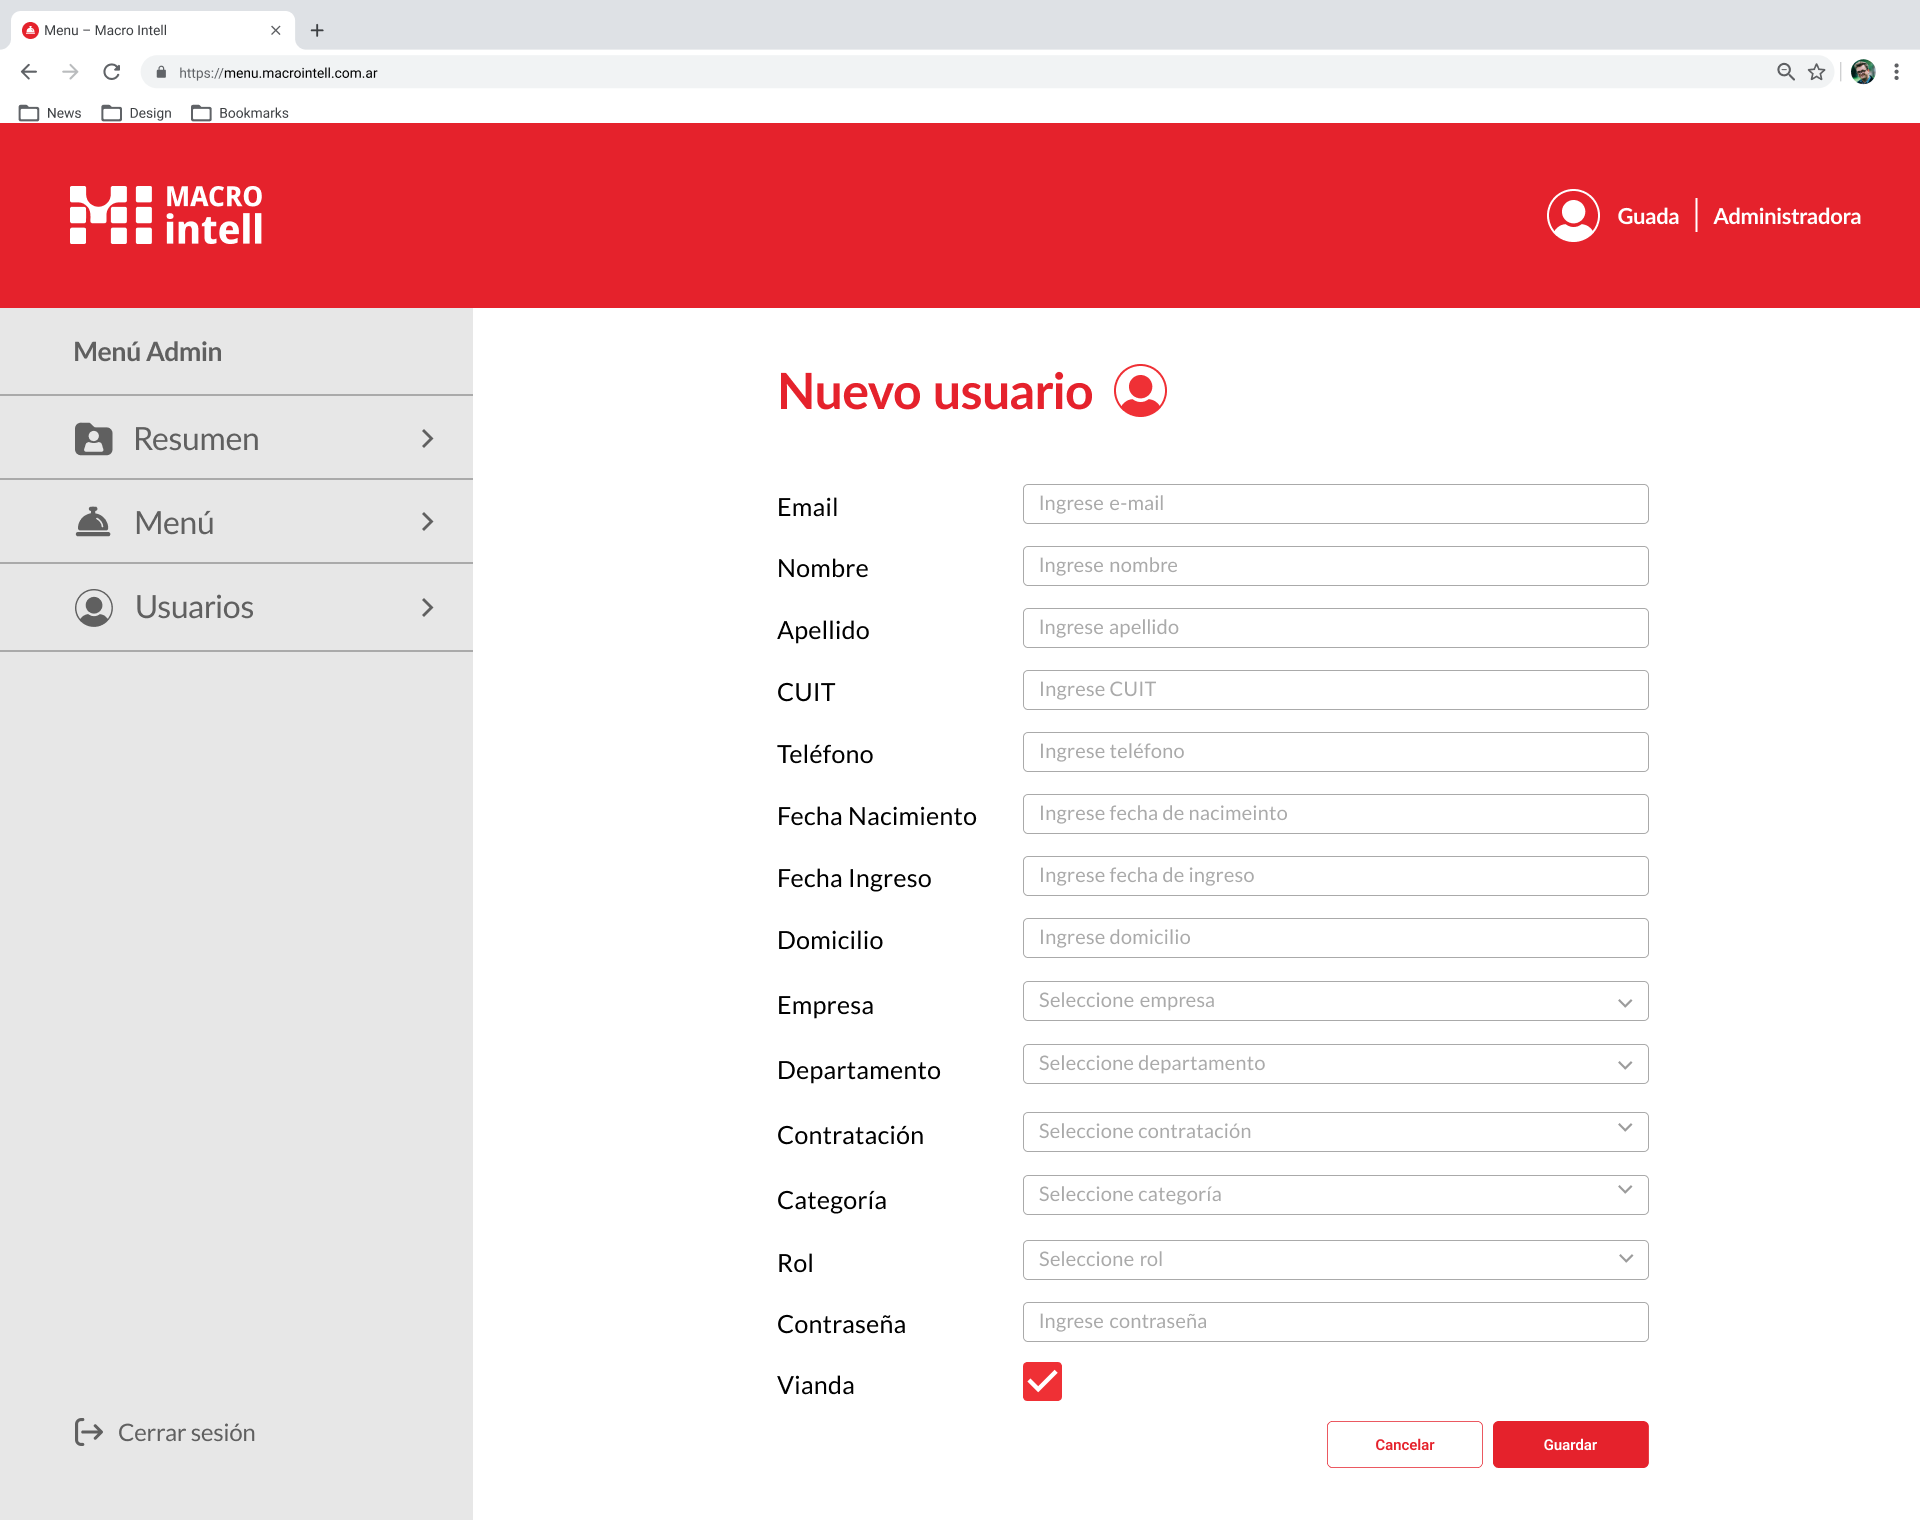 Menu – Macro Intell
https://menu.macrointell.com.ar
News Design Bookmarks
MACRO
intell
Guada | Administradora
Menú Admin
Resumen
Menú
Usuarios
Cerrar sesión
Nuevo usuario
Email Ingrese e-mail
Nombre Ingrese nombre
Apellido Ingrese apellido
CUIT Ingrese CUIT
Teléfono Ingrese teléfono
Fecha Nacimiento Ingrese fecha de nacimeinto
Fecha Ingreso Ingrese fecha de ingreso
Domicilio Ingrese domicilio
Empresa Seleccione empresa
Departamento Seleccione departamento
Contratación Seleccione contratación
Categoría Seleccione categoría
Rol Seleccione rol
Contraseña Ingrese contraseña
Vianda
Cancelar Guardar